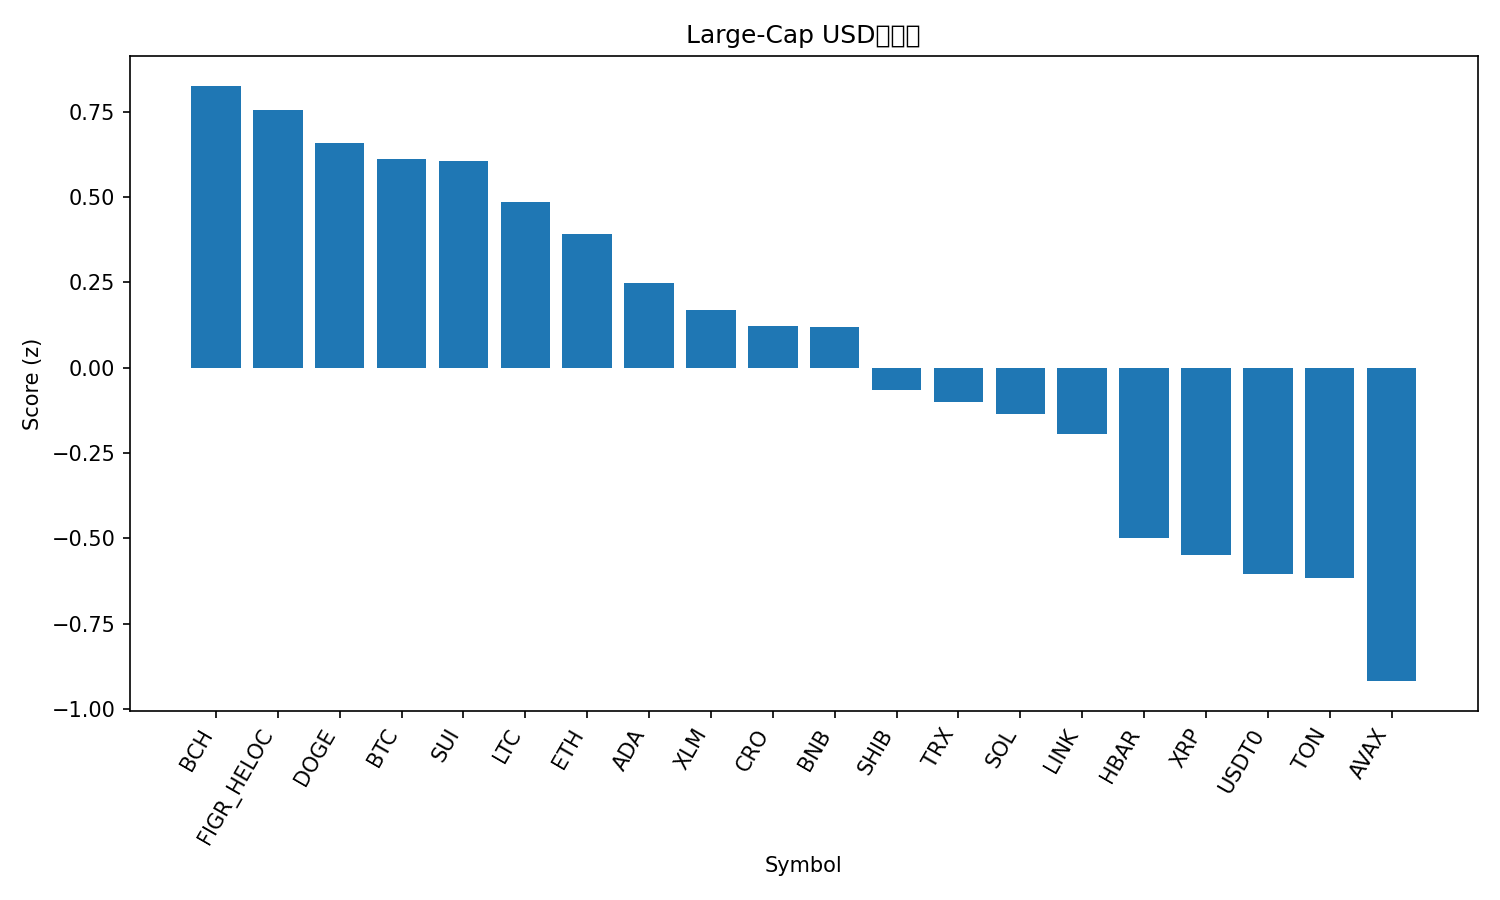 Large-Cap USD
0.75
0.50
0.25
0.00
−0.25
−0.50
−0.75
−1.00
Score (z)
BCH
FIGR_HELOC
DOGE
BTC
SUI
LTC
ETH
ADA
XLM
CRO
BNB
SHIB
TRX
SOL
LINK
HBAR
XRP
USDT0
TON
AVAX
Symbol